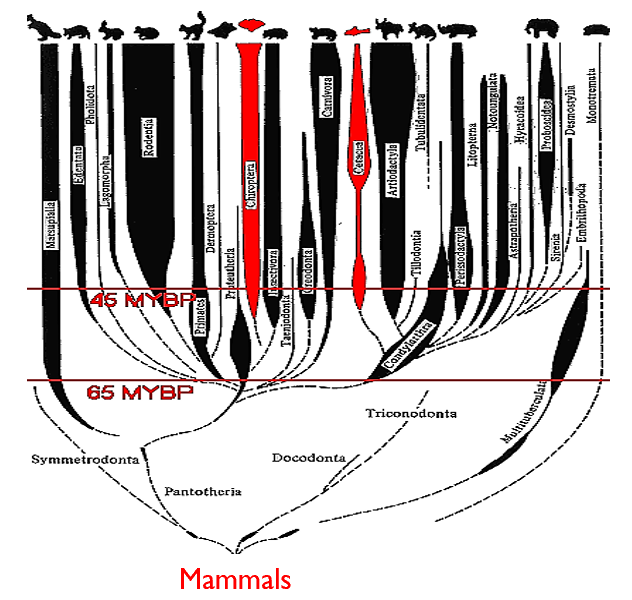 Marsupialia
Edentata
Pholidota
Lagomorpha
Rodentia
Primates
Dermoptera
Chiroptera
Insectivora
Taeniodonta
Creodonta
Carnivora
Cetacea
Artiodactyla
Tubulidentata
Tillodontia
Condylarthra
Perissodactyla
Litopterna
Notoungulata
Astrapotheria
Hyracoidea
Proboscidea
Sirenia
Desmostylia
Embrithopoda
Monotremata
45 MYBP
65 MYBP
Multituberculata
Triconodonta
Symmetrodonta
Docodonta
Pantotheria
Mammals